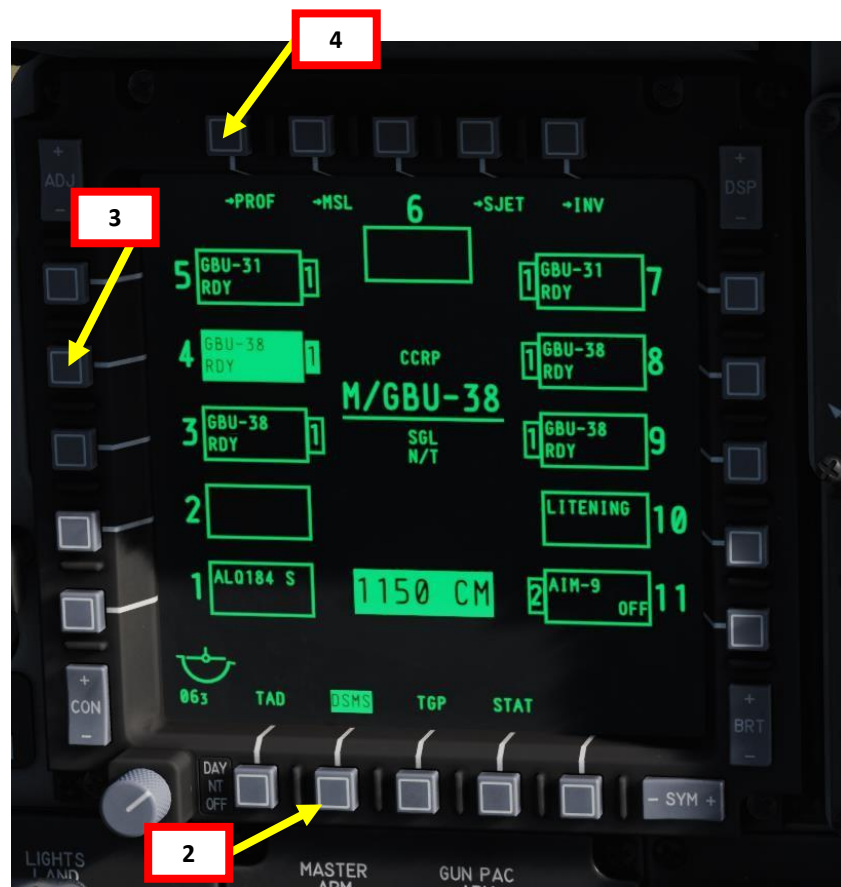 4
+
ADJ
-
+
DSP
-
3
→PROF →MSL 6 →SJET →INV
5 GBU-31 1
RDY
1 GBU-31 7
RDY
4 GBU-38 1
RDY
CCRP
1 GBU-38 8
RDY
M/GBU-38
3 GBU-38 1
RDY
SGL
N/T
1 GBU-38 9
RDY
2
LITENING 10
1 ALQ184 S
1150 CM
2 AIM-9 11
OFF
063 TAD DSMS TGP STAT
+
CON
-
+
BRT
-
DAY
NT
OFF
- SYM +
2
LIGHTS
LAND
MASTER
ARM
GUN PAC